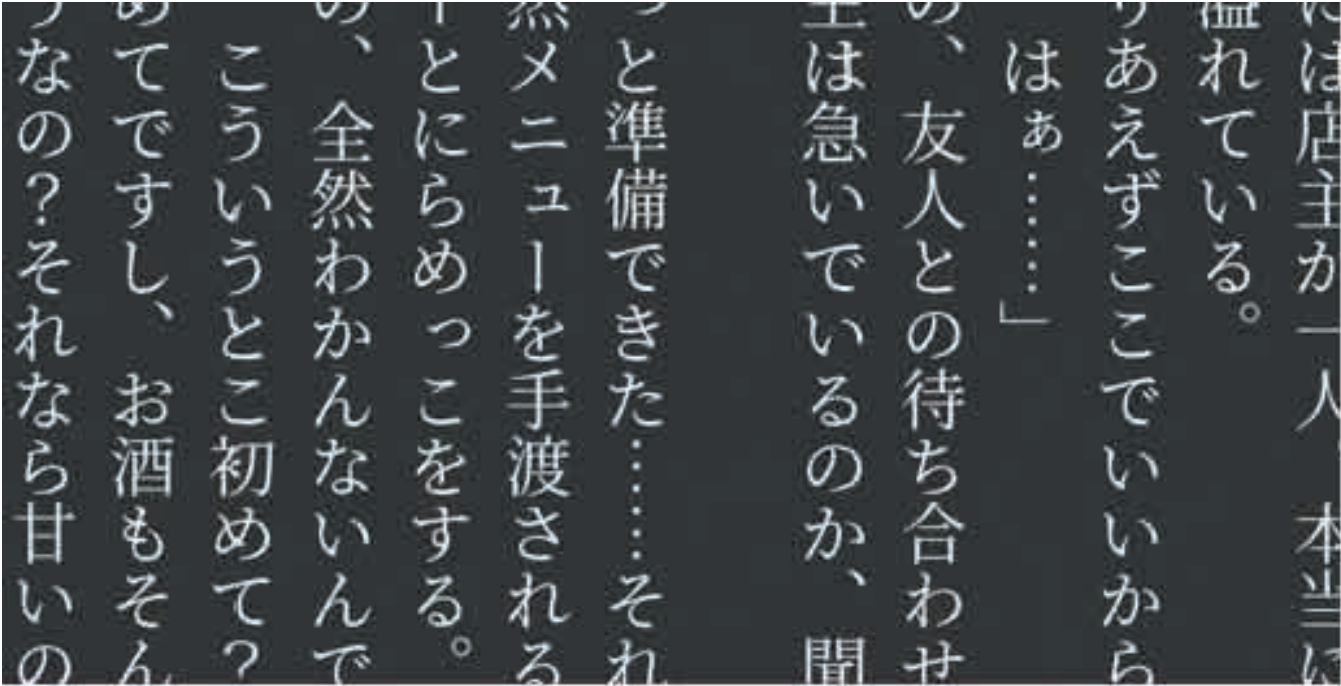 には店主が一人　本当に
溢れている。
りあえずここでいいから
はぁ……」
の、友人との待ち合わせ
主は急いでいるのか、聞
っと準備できた……それ
然メニューを手渡される
ーとにらめっこをする。
の、全然わかんないんで
こういうとこ初めて？
めてですし、お酒もそん
うなの？それなら甘いの